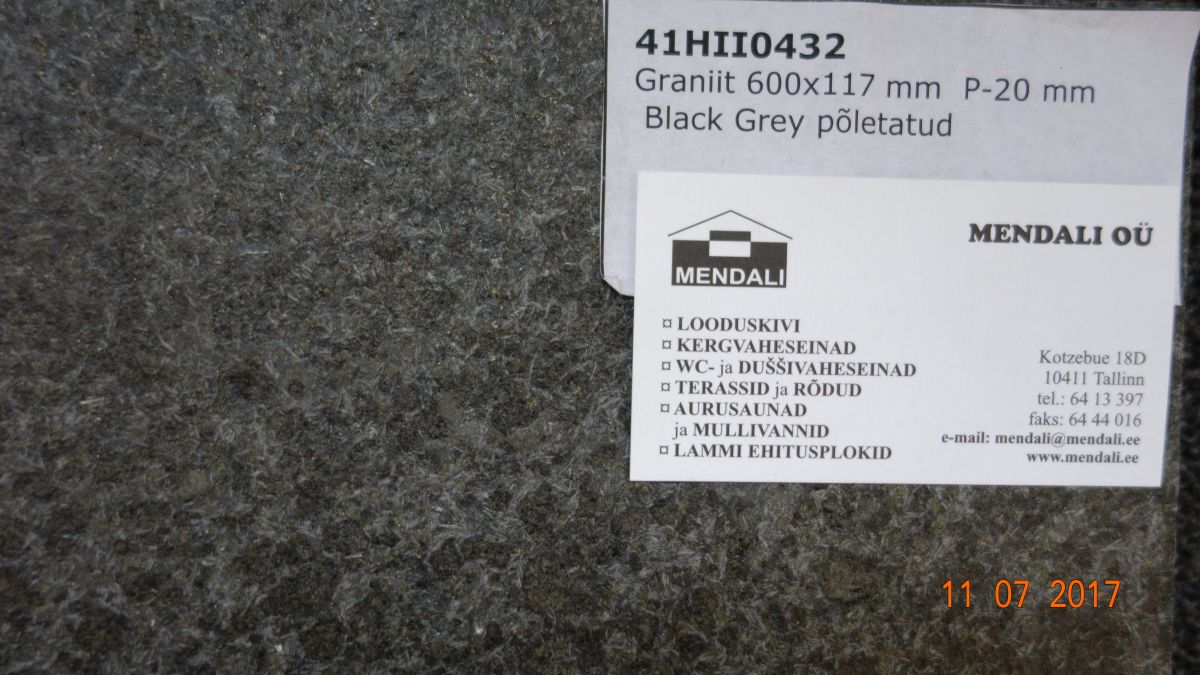 41HII0432
Graniit 600x117 mm P-20 mm
Black Grey põletatud
MENDALI
MENDALI OÜ
¤ LOODUSKIVI
¤ KERGVAHESEINAD
¤ WC- ja DUŠŠIVAHESEINAD
¤ TERASSID ja RÕDUD
¤ AURUSAUNAD
ja MULLIVANNID
¤ LAMMI EHITUSPLOKID
Kotzebue 18D
10411 Tallinn
tel.: 64 13 397
faks: 64 44 016
e-mail: mendali@mendali.ee
www.mendali.ee
11 07 2017